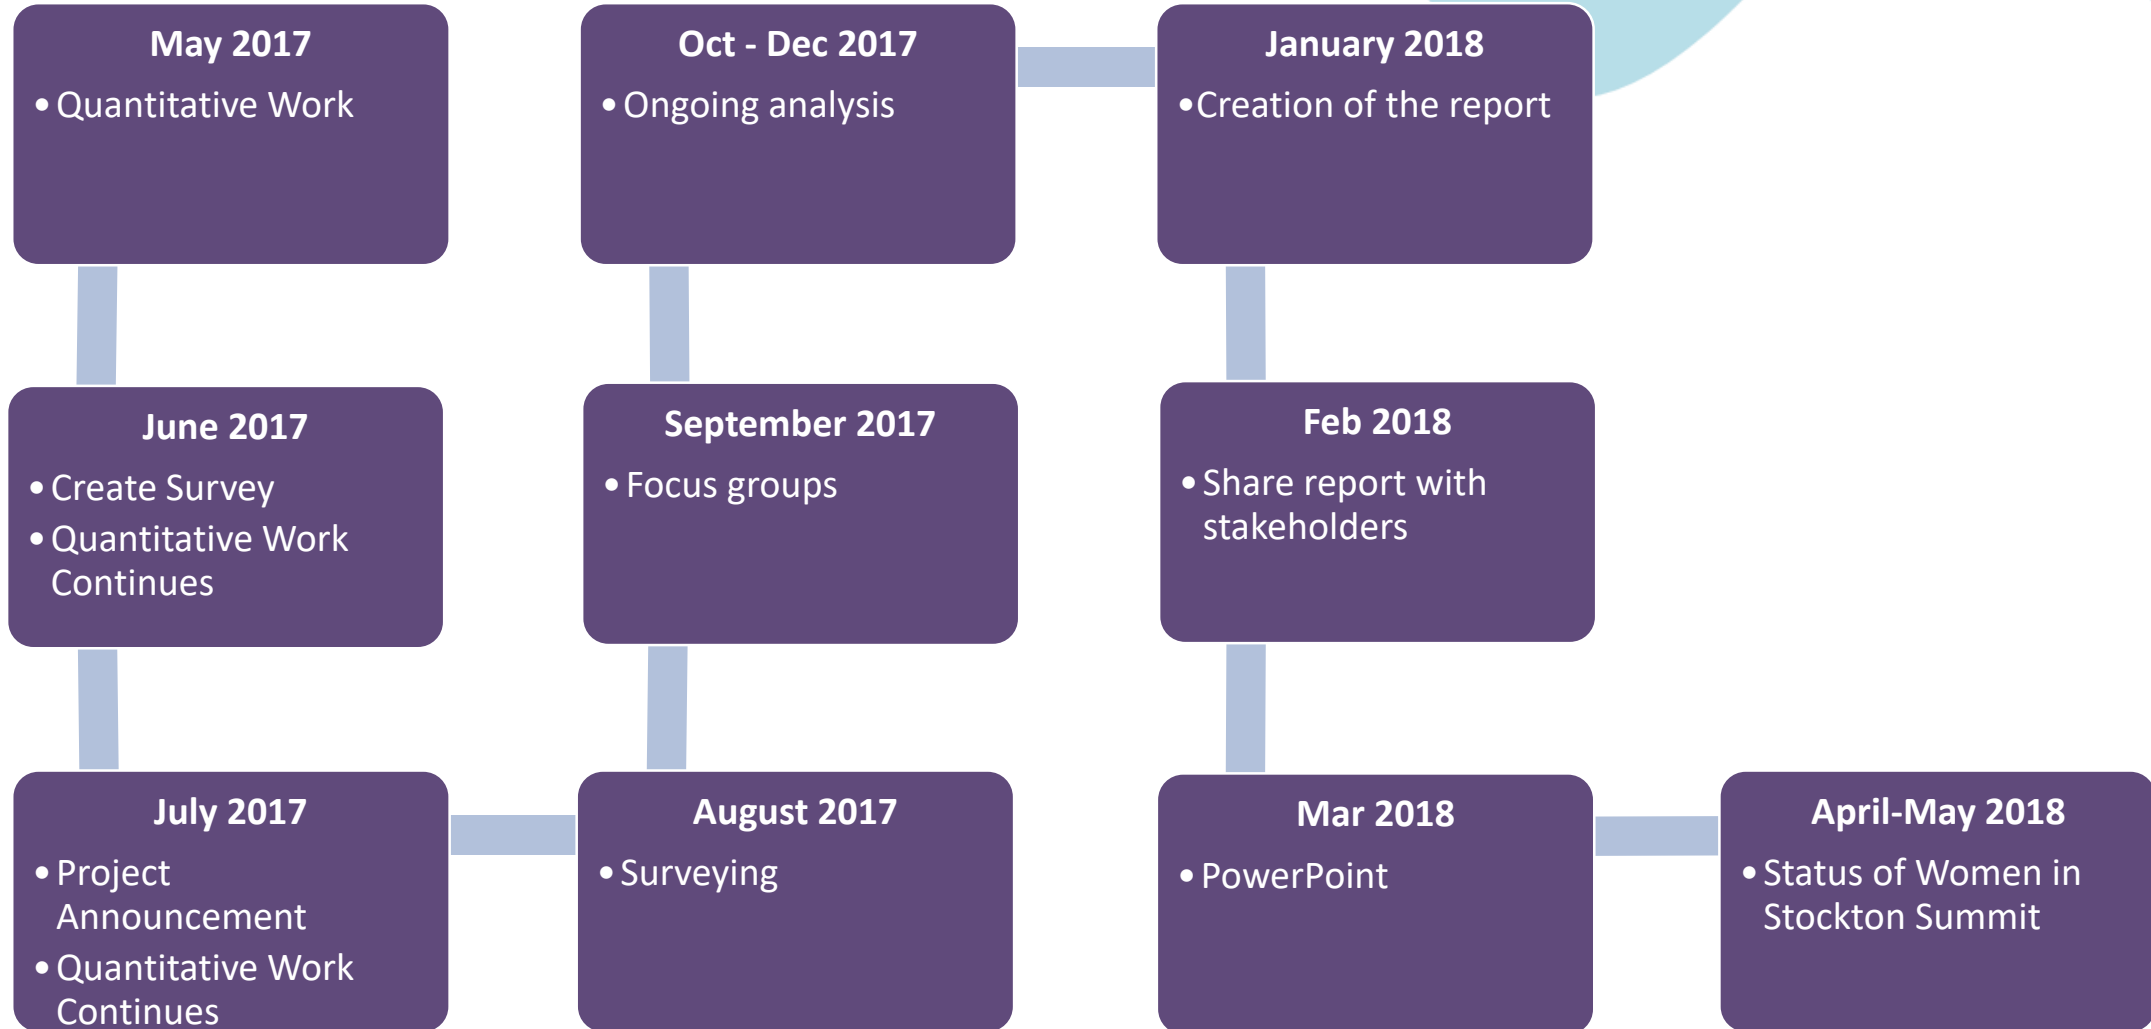 May 2017
• Quantitative Work
June 2017
• Create Survey
• Quantitative Work
Continues
July 2017
• Project
Announcement
• Quantitative Work
Continues
August 2017
• Surveying
September 2017
• Focus groups
Oct - Dec 2017
• Ongoing analysis
January 2018
• Creation of the report
Feb 2018
• Share report with
stakeholders
Mar 2018
• PowerPoint
April-May 2018
• Status of Women in
Stockton Summit